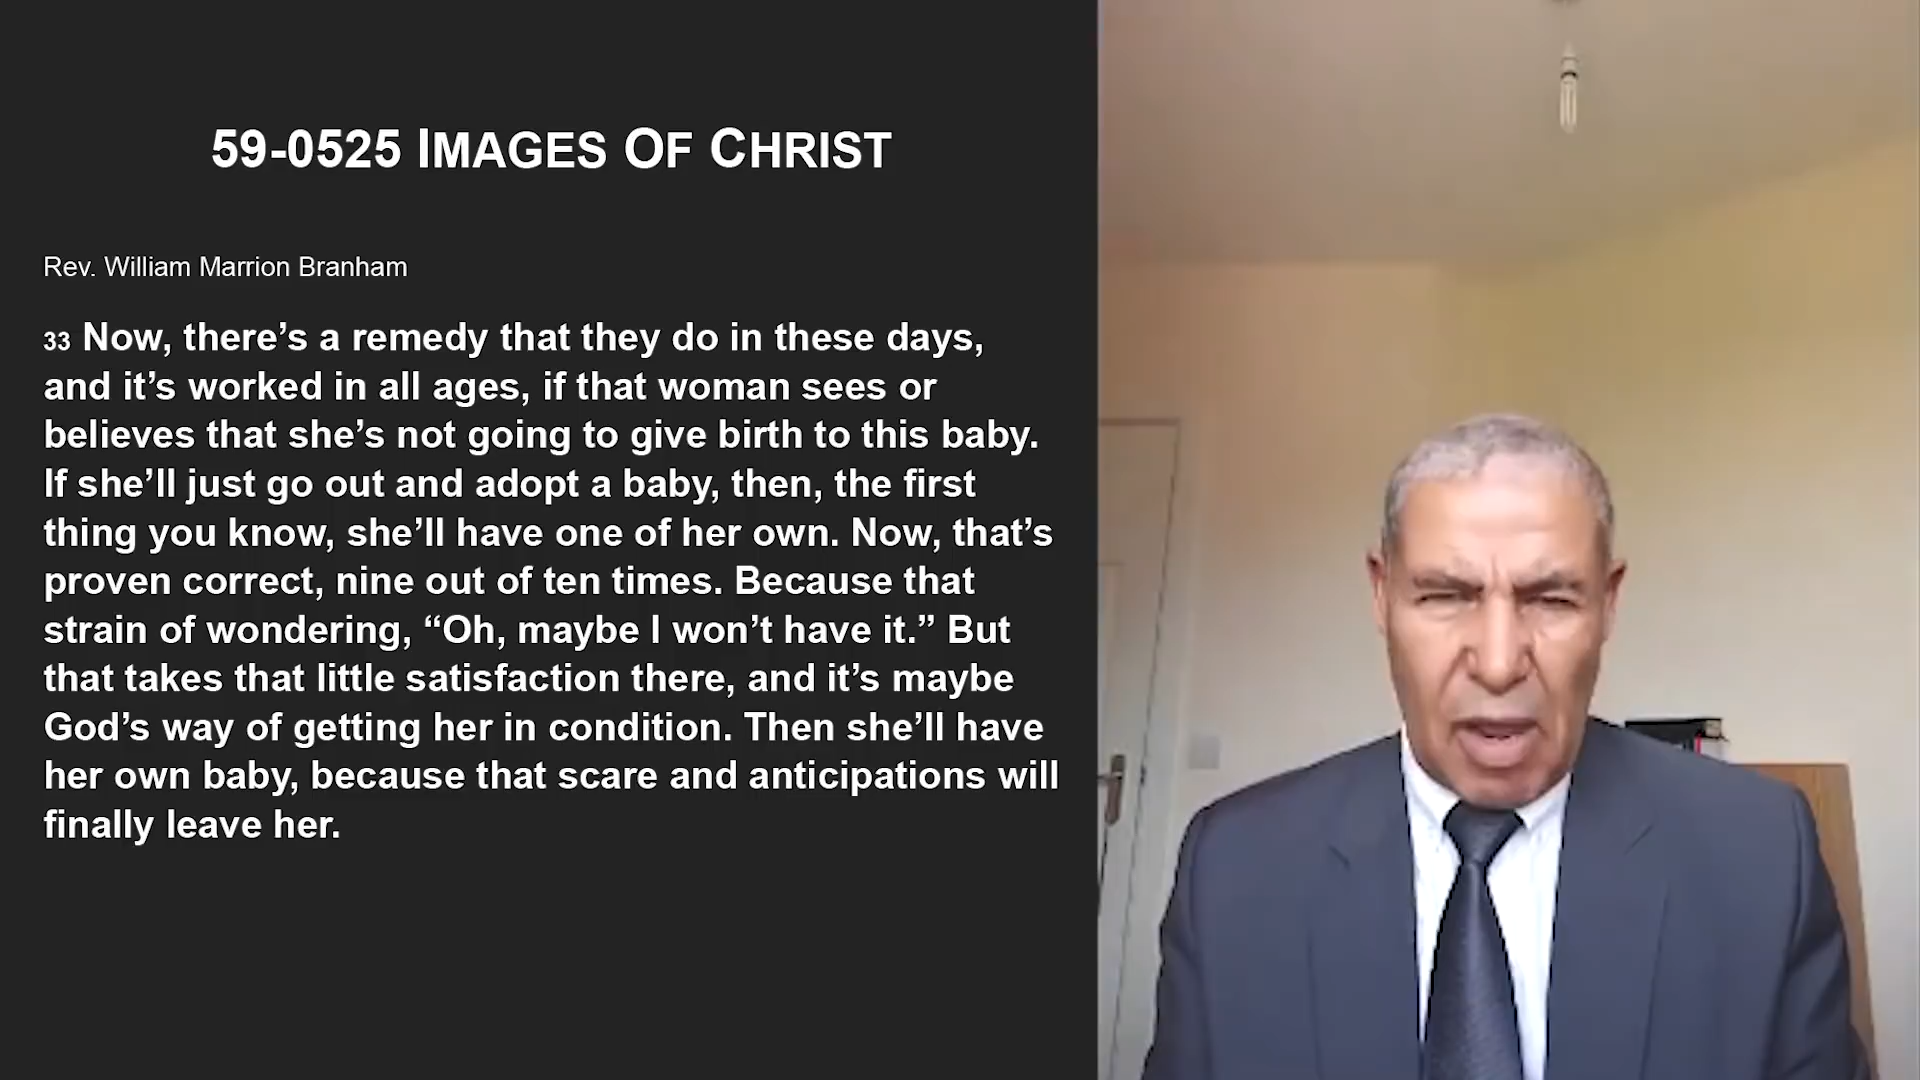 59-0525 IMAGES OF CHRIST
Rev. William Marrion Branham
33 Now, there’s a remedy that they do in these days,
and it’s worked in all ages, if that woman sees or
believes that she’s not going to give birth to this baby.
If she’ll just go out and adopt a baby, then, the first
thing you know, she’ll have one of her own. Now, that’s
proven correct, nine out of ten times. Because that
strain of wondering, “Oh, maybe I won’t have it.” But
that takes that little satisfaction there, and it’s maybe
God’s way of getting her in condition. Then she’ll have
her own baby, because that scare and anticipations will
finally leave her.